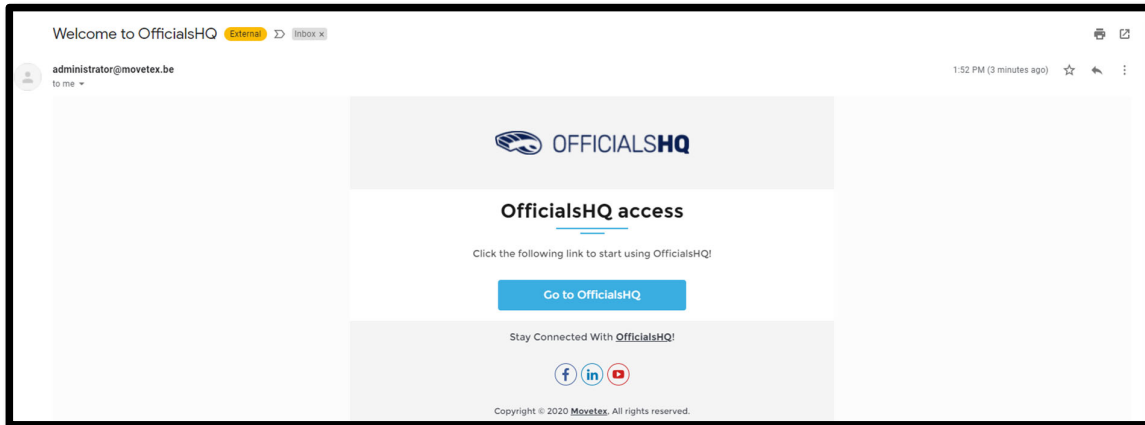 Welcome to OfficialsHQ External Inbox x
administrator@movetex.be 1:52 PM (3 minutes ago)
to me
OFFICIALSHQ
OfficialsHQ access
Click the following link to start using OfficialsHQ!
Go to OfficialsHQ
Stay Connected With OfficialsHQ!
f in
Copyright © 2020 Movetex, All rights reserved.